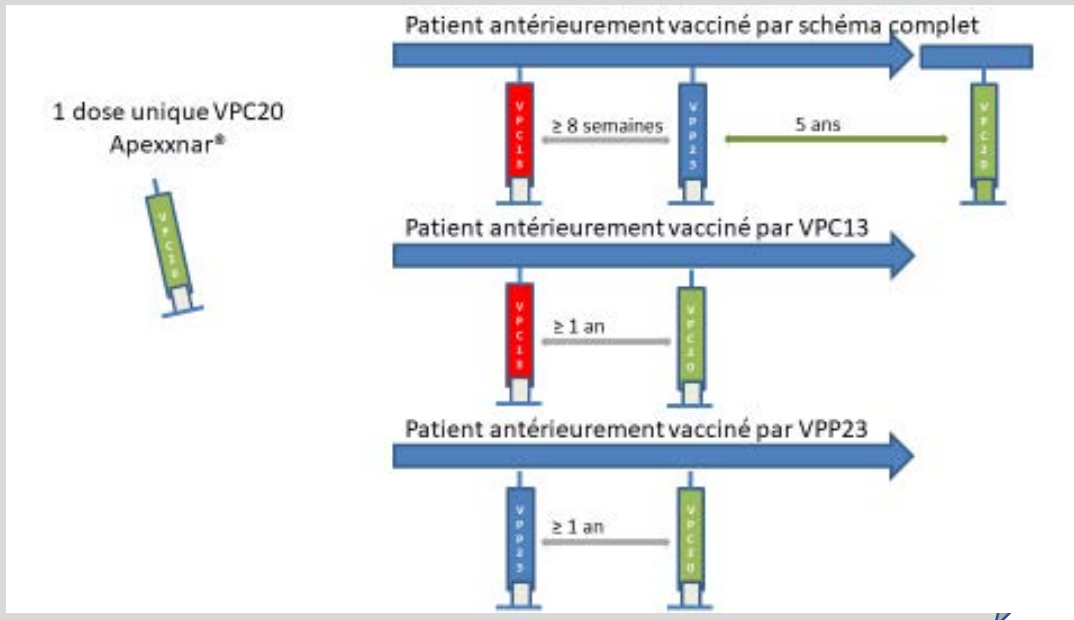 1 dose unique VPC20
Apexxnar®
VPC20
Patient antérieurement vacciné par schéma complet
VPC13
≥ 8 semaines
VPP23
5 ans
VPC20
Patient antérieurement vacciné par VPC13
VPC13
≥ 1 an
VPC20
Patient antérieurement vacciné par VPP23
VPP23
≥ 1 an
VPC20